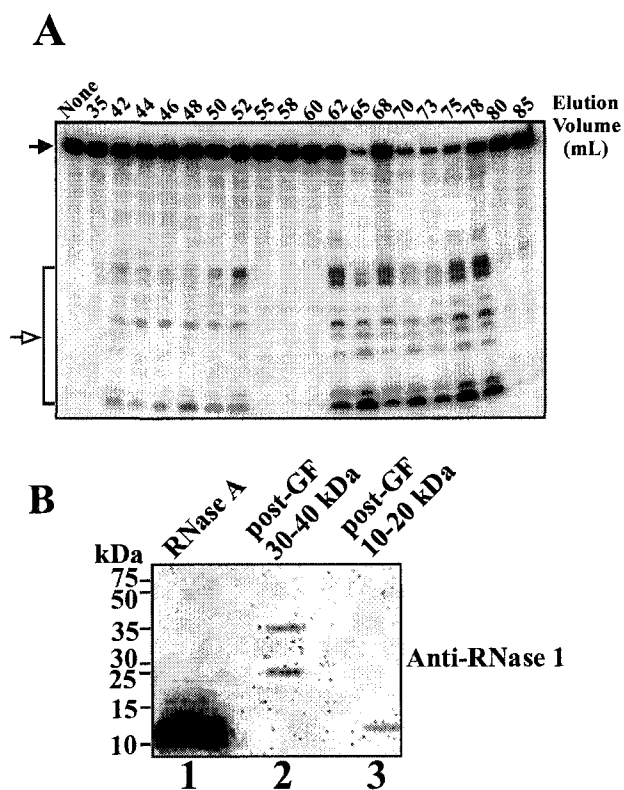 A
None 35 42 44 46 48 50 52 55 58 60 62 65 68 70 73 75 78 80 85
Elution
Volume
(mL)
B
RNase A
post-GF
30-40 kDa
post-GF
10-20 kDa
kDa
75
50
35
30
25
15
10
Anti-RNase 1
1 2 3